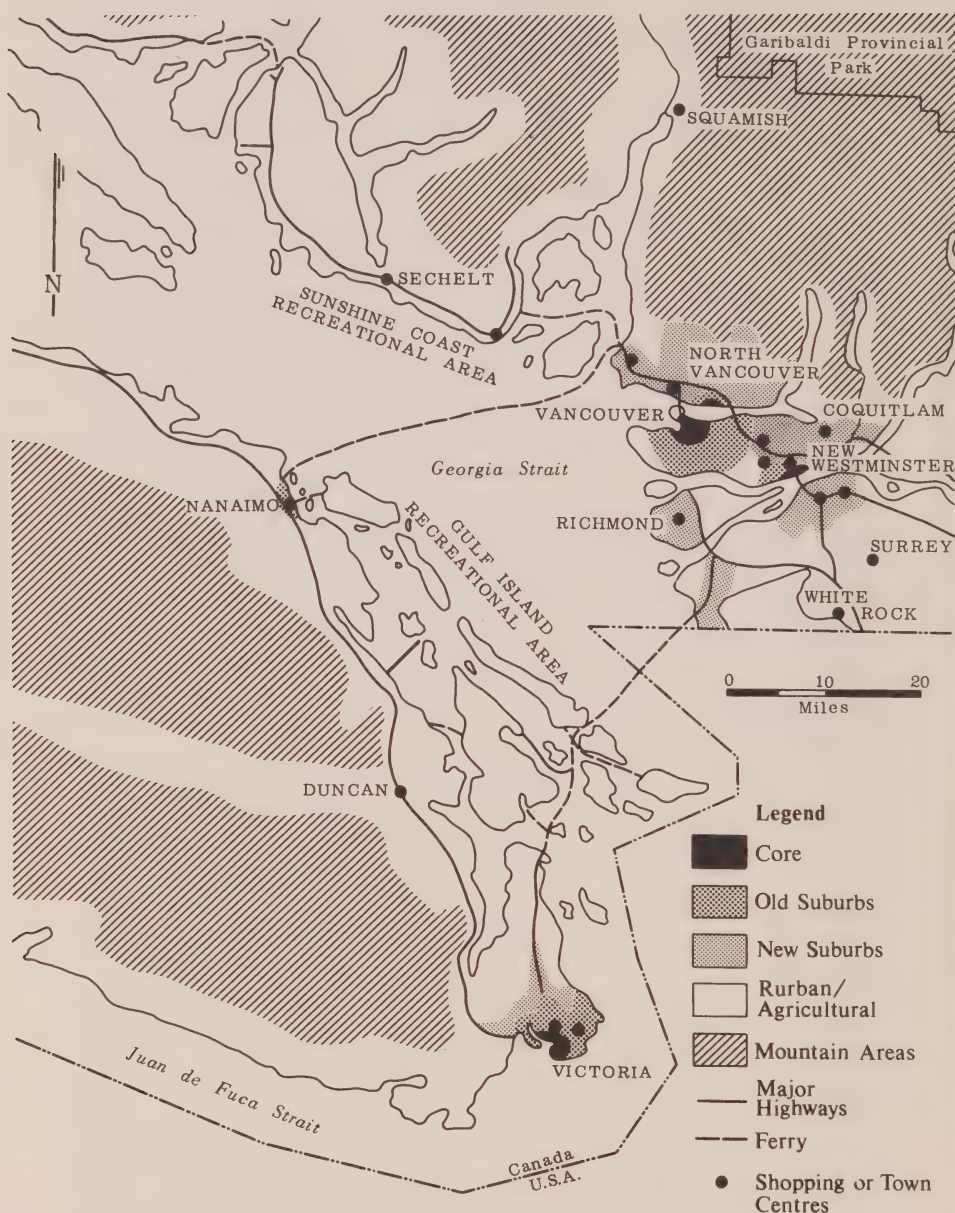 Garibaldi Provincial
Park
SQUAMISH
N
SECHELT
SUNSHINE COAST
RECREATIONAL AREA
NORTH
VANCOUVER
VANCOUVER
COQUITLAM
Georgia Strait
NEW
WESTMINSTER
NANAIMO
GULF ISLAND
RECREATIONAL AREA
RICHMOND
SURREY
WHITE
ROCK
0 10 20
Miles
DUNCAN
Legend
Core
Old Suburbs
New Suburbs
Rurban/
Agricultural
Mountain Areas
Major
Highways
Ferry
Shopping or Town
Centres
VICTORIA
Juan de Fuca Strait
Canada
U.S.A.